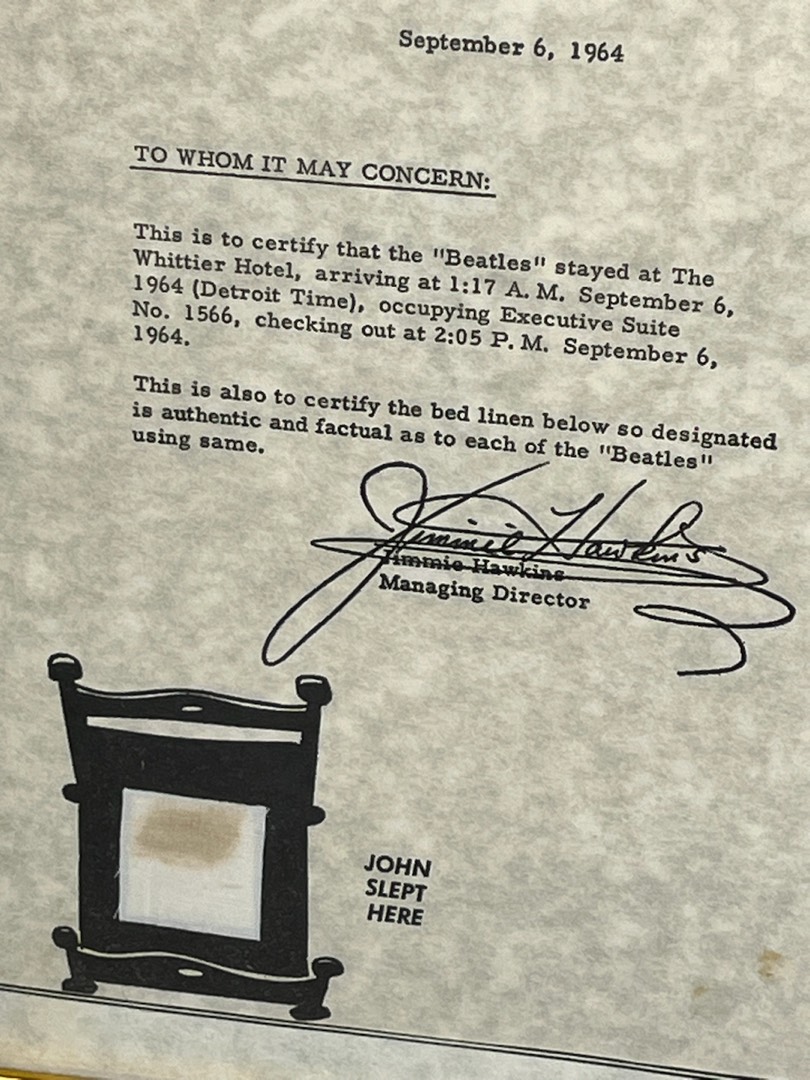 September 6, 1964
TO WHOM IT MAY CONCERN:
This is to certify that the "Beatles" stayed at The
Whittier Hotel, arriving at 1:17 A. M. September 6,
1964 (Detroit Time), occupying Executive Suite
No. 1566, checking out at 2:05 P. M. September 6,
1964.
This is also to certify the bed linen below so designated
is authentic and factual as to each of the "Beatles"
using same.
Jimmie Hawkins
Jimmie Hawkins
Managing Director
JOHN
SLEPT
HERE